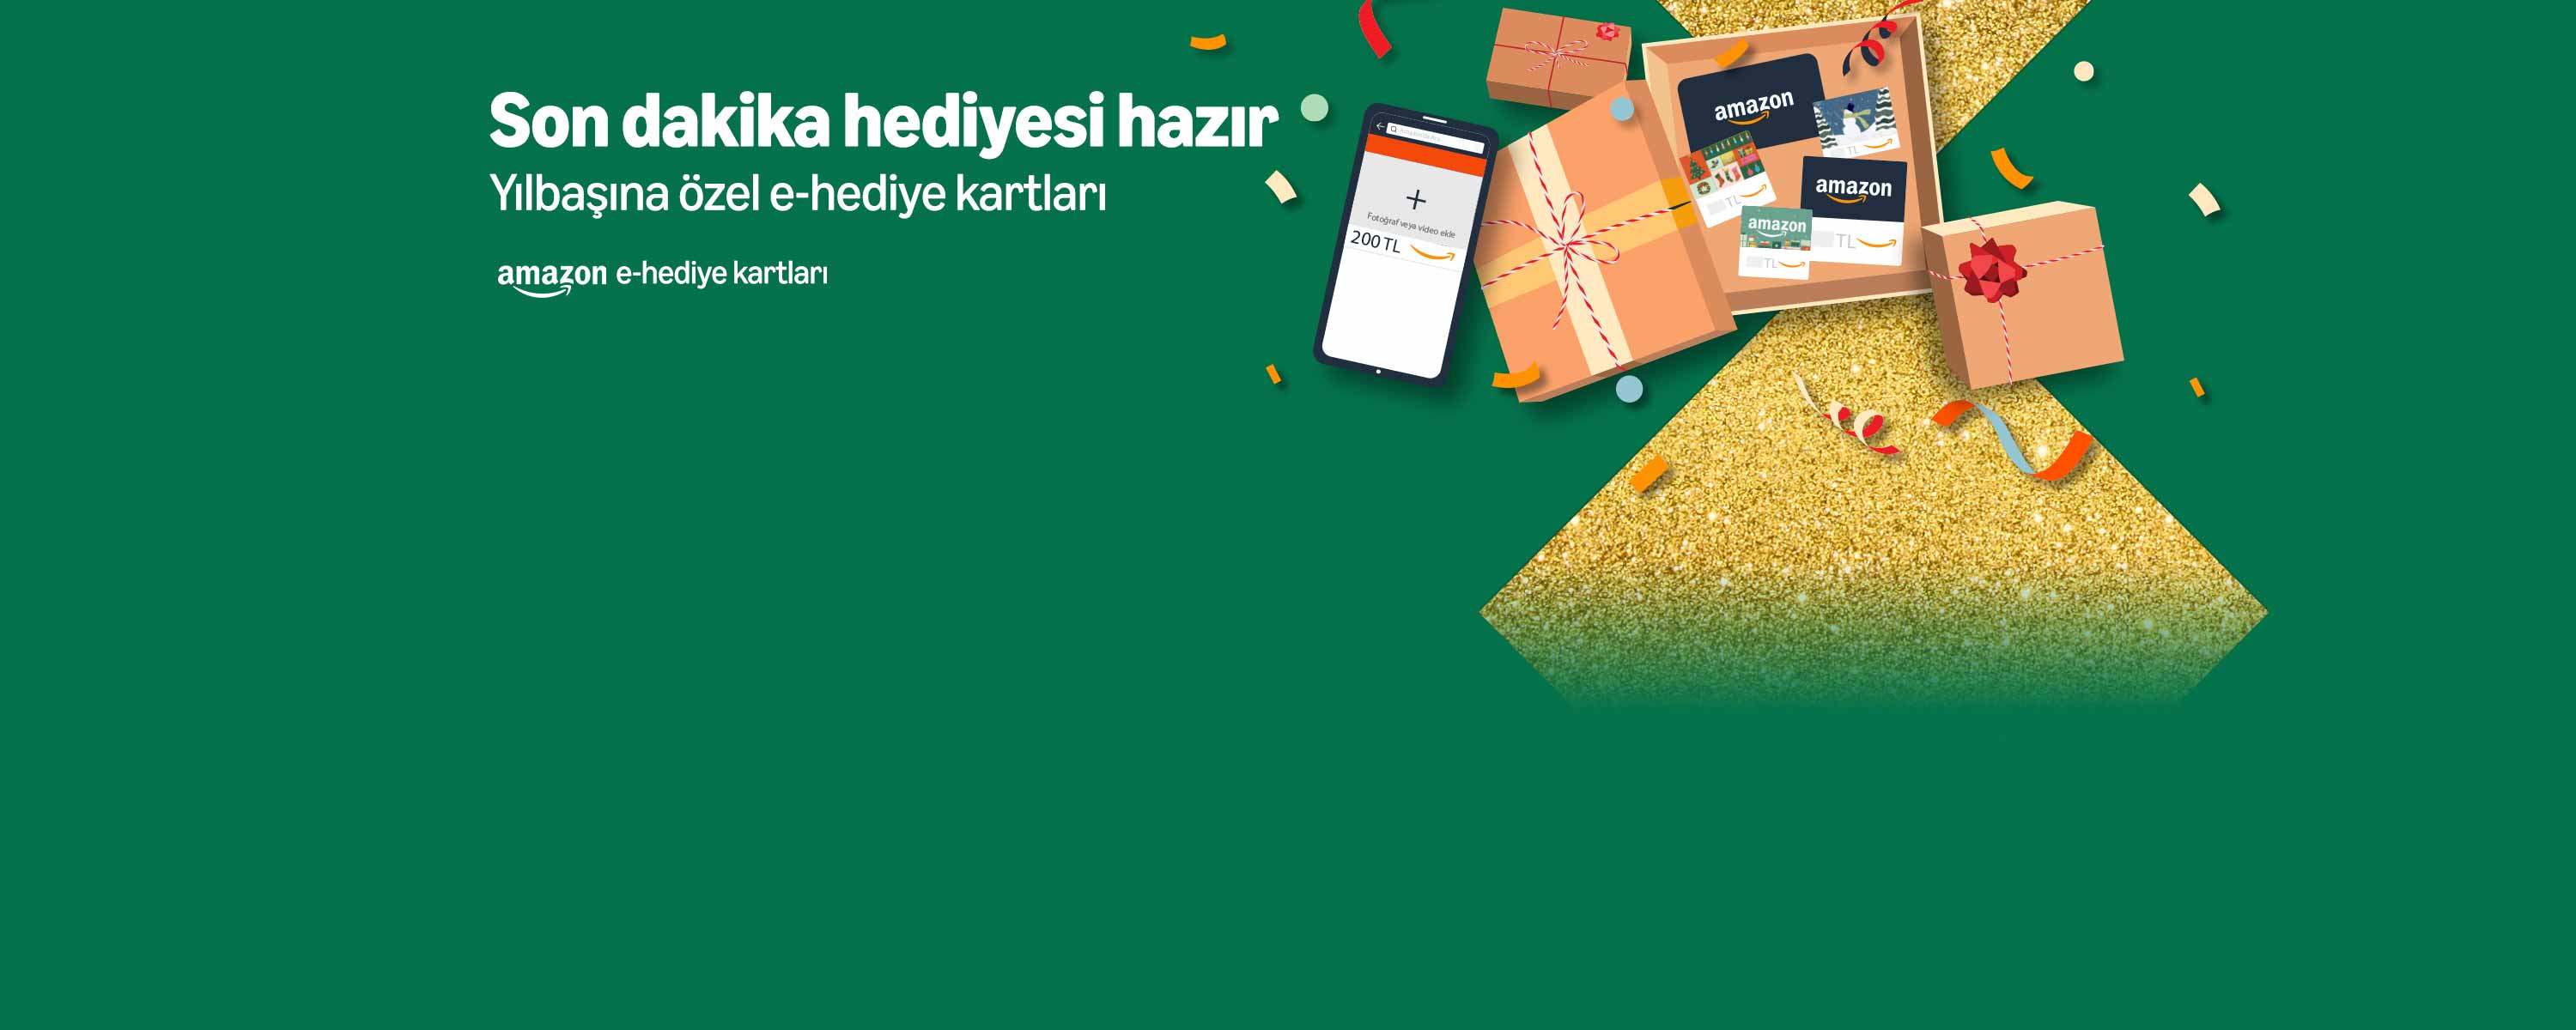 Son dakika hediyesi hazır
Yılbaşına özel e-hediye kartları
amazon e-hediye kartları
Fotoğraf veya video ekle
200 TL
amazon
TL
TL
amazon
TL
amazon
TL